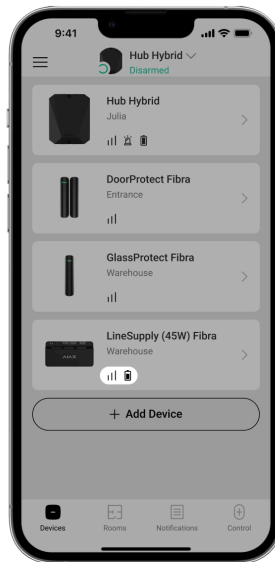 9:41
Hub Hybrid
Disarmed
Hub Hybrid
Julia
DoorProtect Fibra
Entrance
GlassProtect Fibra
Warehouse
LineSupply (45W) Fibra
Warehouse
AJAX
+ Add Device
Devices
Rooms
Notifications
Control